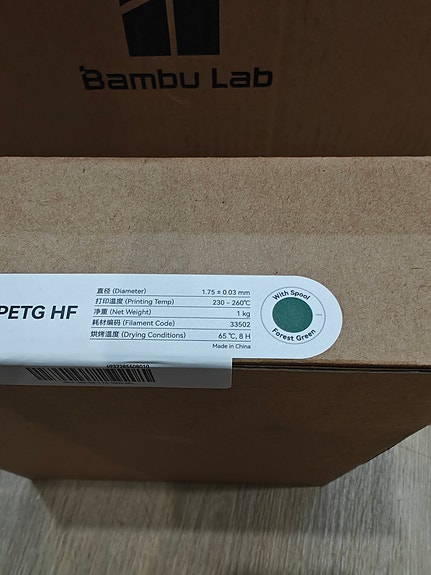 Bambu Lab
PETG HF
直径 (Diameter) 1.75 ± 0.03 mm
打印温度 (Printing Temp) 230 - 260℃
净重 (Net Weight) 1 kg
耗材编码 (Filament Code) 33502
烘烤温度 (Drying Conditions) 65 ℃, 8 H
Made in China
With Spool
Forest Green